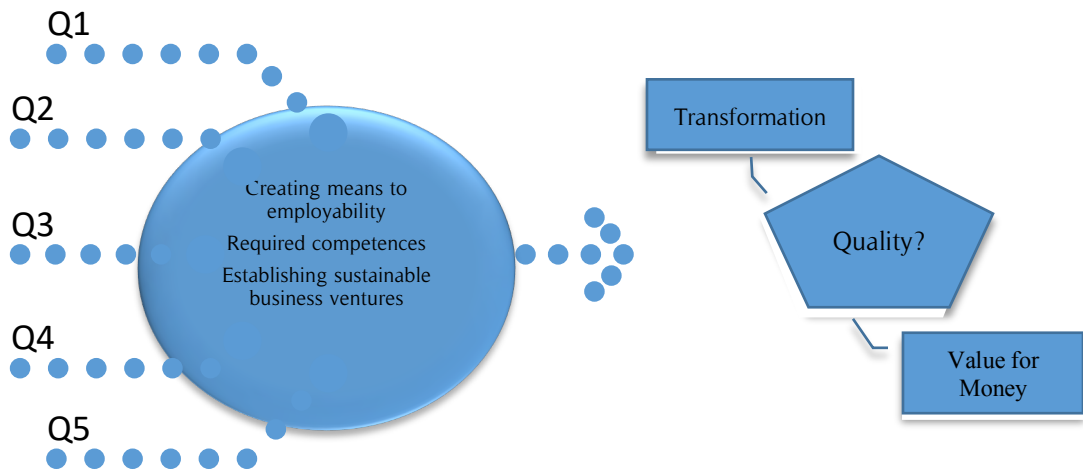 Q1
Q2
Q3
Q4
Q5
Creating means to
employability
Required competences
Establishing sustainable
business ventures
Transformation
Quality?
Value for
Money